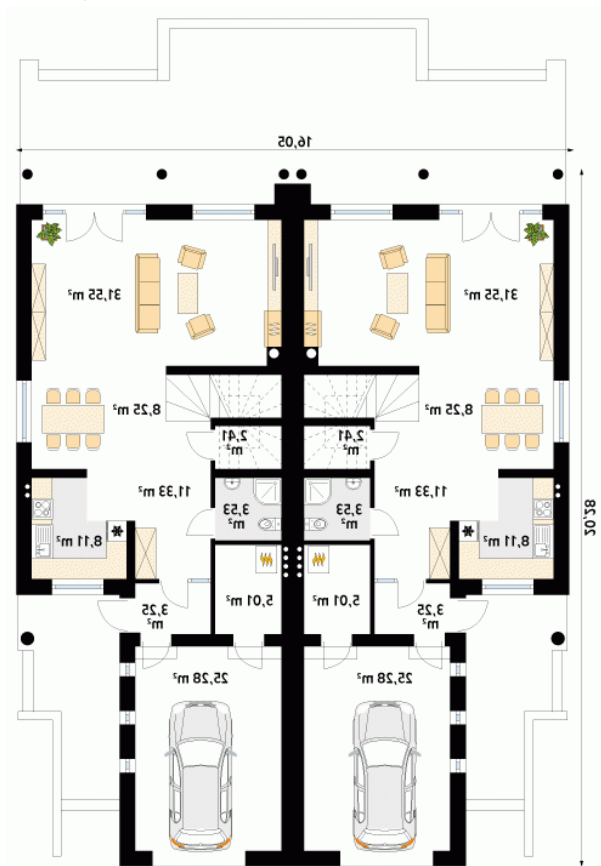 16,05
31,55 m²
31,55 m²
8,25 m²
8,25 m²
2,41
m²
2,41
m²
11,33 m²
11,33 m²
3,53
m²
3,53
m²
20,28
8,11 m²
8,11 m²
5,01 m²
5,01 m²
3,25
m²
3,25
m²
25,28 m²
25,28 m²